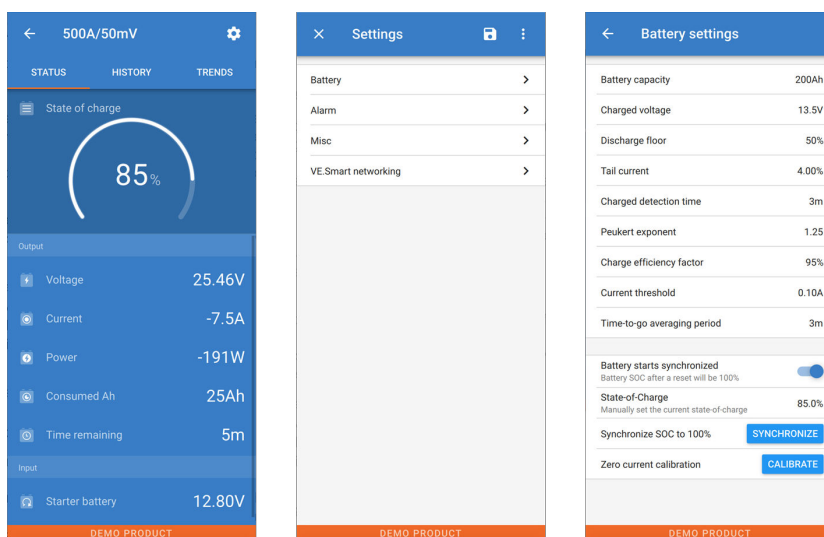 500A/50mV
STATUS HISTORY TRENDS
State of charge
85%
Output
Voltage 25.46V
Current -7.5A
Power -191W
Consumed Ah 25Ah
Time remaining 5m
Input
Starter battery 12.80V
DEMO PRODUCT
Settings
Battery
Alarm
Misc
VE.Smart networking
DEMO PRODUCT
Battery settings
Battery capacity 200Ah
Charged voltage 13.5V
Discharge floor 50%
Tail current 4.00%
Charged detection time 3m
Peukert exponent 1.25
Charge efficiency factor 95%
Current threshold 0.10A
Time-to-go averaging period 3m
Battery starts synchronized
Battery SOC after a reset will be 100%
State-of-Charge 85.0%
Manually set the current state-of-charge
Synchronize SOC to 100% SYNCHRONIZE
Zero current calibration CALIBRATE
DEMO PRODUCT